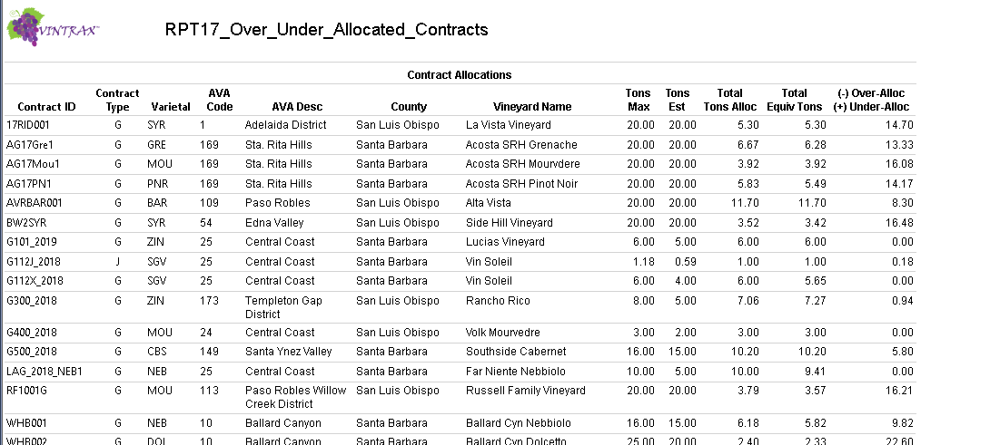 VINTRAX™
RPT17_Over_Under_Allocated_Contracts
Contract Allocations
Contract ID Contract Type Varietal AVA Code AVA Desc County Vineyard Name Tons Max Tons Est Total Tons Alloc Total Equiv Tons (-) Over-Alloc (+) Under-Alloc
17RID001 G SYR 1 Adelaida District San Luis Obispo La Vista Vineyard 20.00 20.00 5.30 5.30 14.70
AG17Gre1 G GRE 169 Sta. Rita Hills Santa Barbara Acosta SRH Grenache 20.00 20.00 6.67 6.28 13.33
AG17Mou1 G MOU 169 Sta. Rita Hills Santa Barbara Acosta SRH Mourvdere 20.00 20.00 3.92 3.92 16.08
AG17PN1 G PNR 169 Sta. Rita Hills Santa Barbara Acosta SRH Pinot Noir 20.00 20.00 5.83 5.49 14.17
AVRBAR001 G BAR 109 Paso Robles San Luis Obispo Alta Vista 20.00 20.00 11.70 11.70 8.30
BW2SYR G SYR 54 Edna Valley San Luis Obispo Side Hill Vineyard 20.00 20.00 3.52 3.42 16.48
G101_2019 G ZIN 25 Central Coast Santa Barbara Lucias Vineyard 6.00 5.00 6.00 6.00 0.00
G112J_2018 J SGV 25 Central Coast Santa Barbara Vin Soleil 1.18 0.59 1.00 1.00 0.18
G112X_2018 G SGV 25 Central Coast Santa Barbara Vin Soleil 6.00 4.00 6.00 5.65 0.00
G300_2018 G ZIN 173 Templeton Gap District San Luis Obispo Rancho Rico 8.00 5.00 7.06 7.27 0.94
G400_2018 G MOU 24 Central Coast San Luis Obispo Volk Mourvedre 3.00 2.00 3.00 3.00 0.00
G500_2018 G CBS 149 Santa Ynez Valley Santa Barbara Southside Cabernet 16.00 15.00 10.20 10.20 5.80
LAG_2018_NEB1 G NEB 25 Central Coast Santa Barbara Far Niente Nebbiolo 10.00 5.00 10.00 9.41 0.00
RF1001G G MOU 113 Paso Robles Willow Creek District San Luis Obispo Russell Family Vineyard 20.00 20.00 3.79 3.57 16.21
WHB001 G NEB 10 Ballard Canyon Santa Barbara Ballard Cyn Nebbiolo 16.00 15.00 6.18 5.82 9.82
WHB002 G DOL 10 Ballard Canyon Santa Barbara Ballard Cyn Dolcetto 25.00 20.00 2.40 2.33 22.60